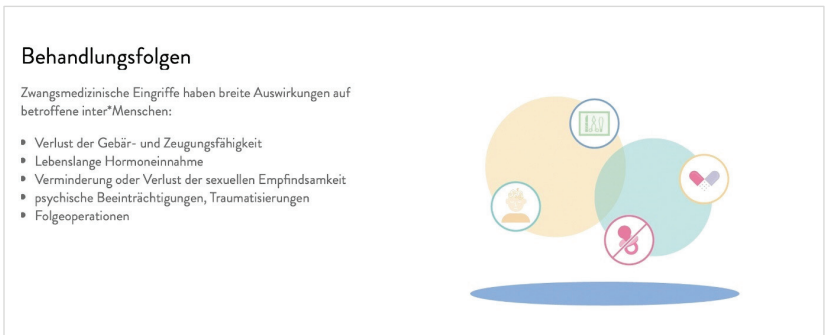 Behandlungsfolgen
Zwangsmedizinische Eingriffe haben breite Auswirkungen auf
betroffene inter*Menschen:
Verlust der Gebär- und Zeugungsfähigkeit
Lebenslange Hormoneinnahme
Verminderung oder Verlust der sexuellen Empfindsamkeit
psychische Beeinträchtigungen, Traumatisierungen
Folgeoperationen